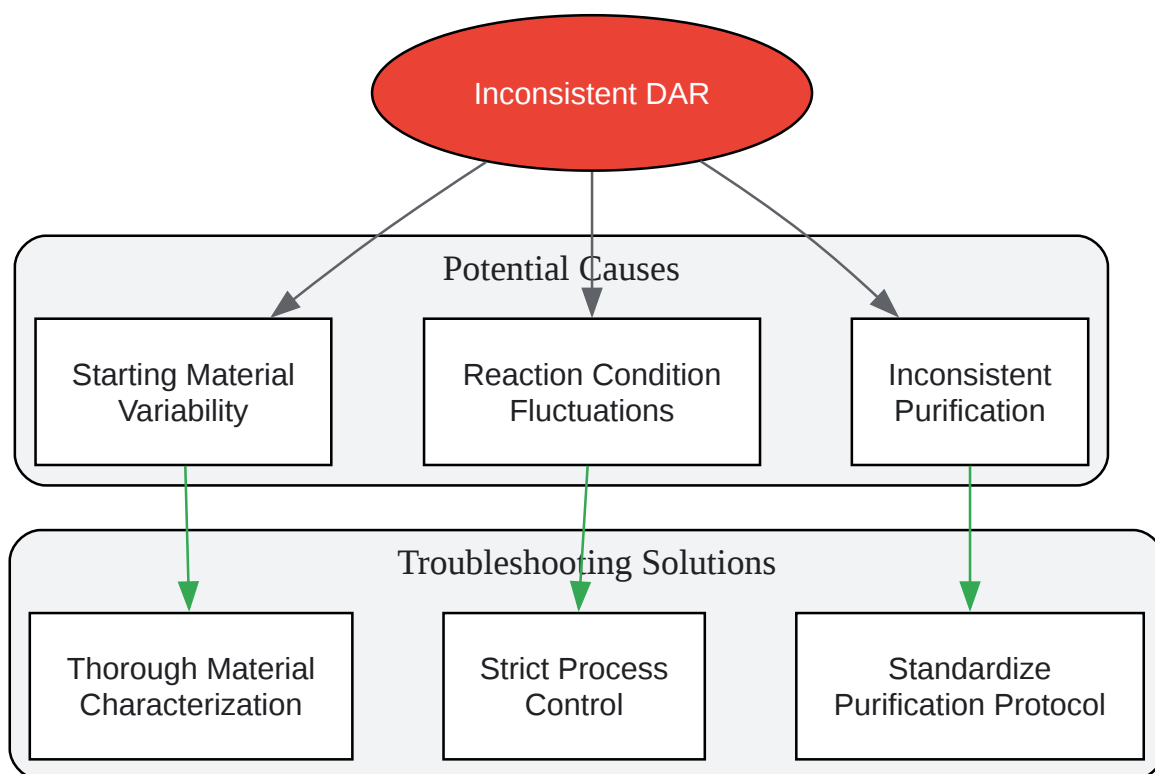 Inconsistent DAR
Potential Causes
Starting Material
Variability
Reaction Condition
Fluctuations
Inconsistent
Purification
Troubleshooting Solutions
Thorough Material
Characterization
Strict Process
Control
Standardize
Purification Protocol